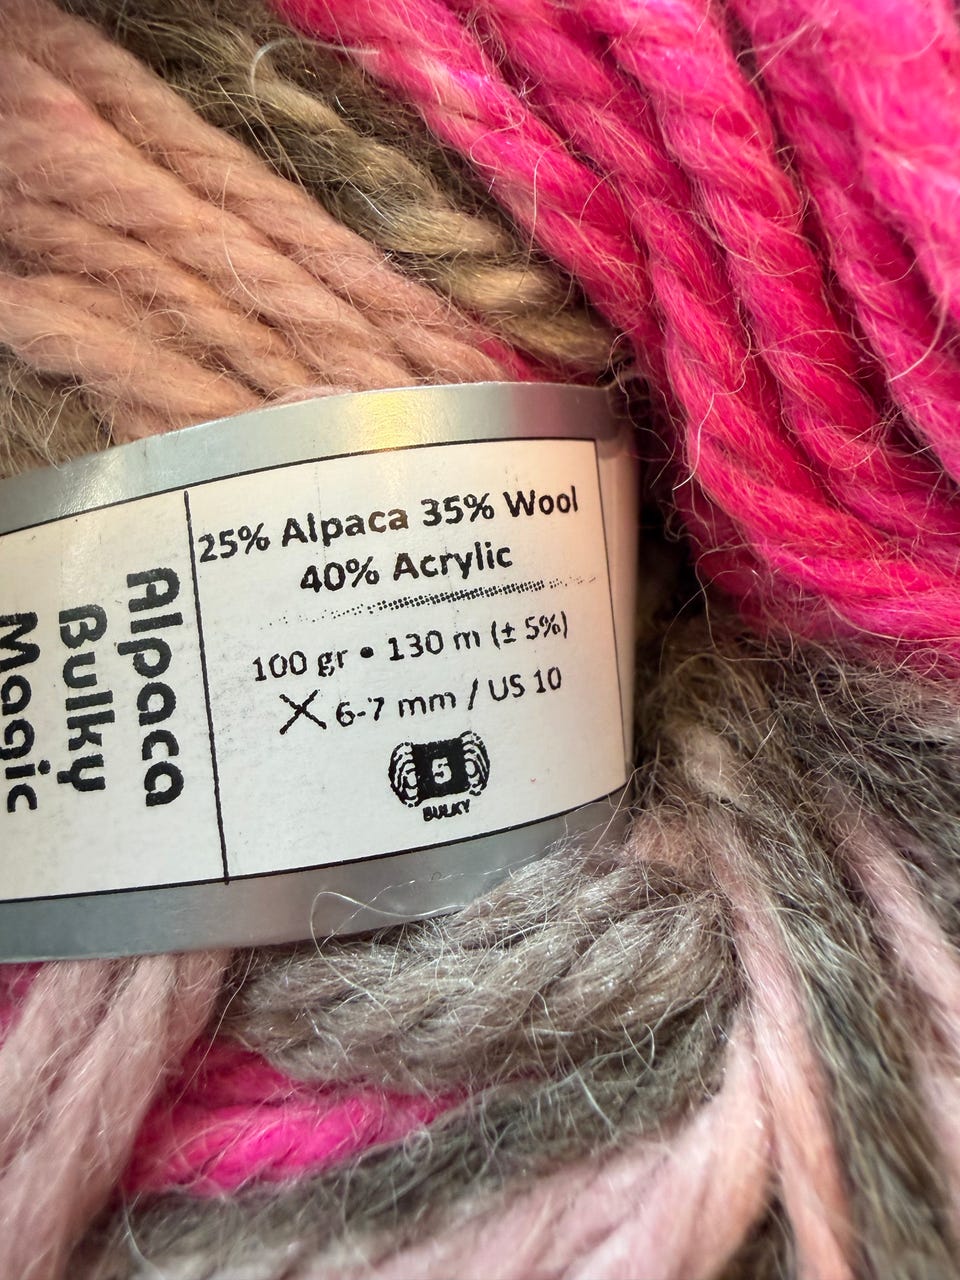 Alpaca
Bulky
Magic
25% Alpaca 35% Wool
40% Acrylic
100 gr • 130 m (± 5%)
6-7 mm / US 10
5
BULKY